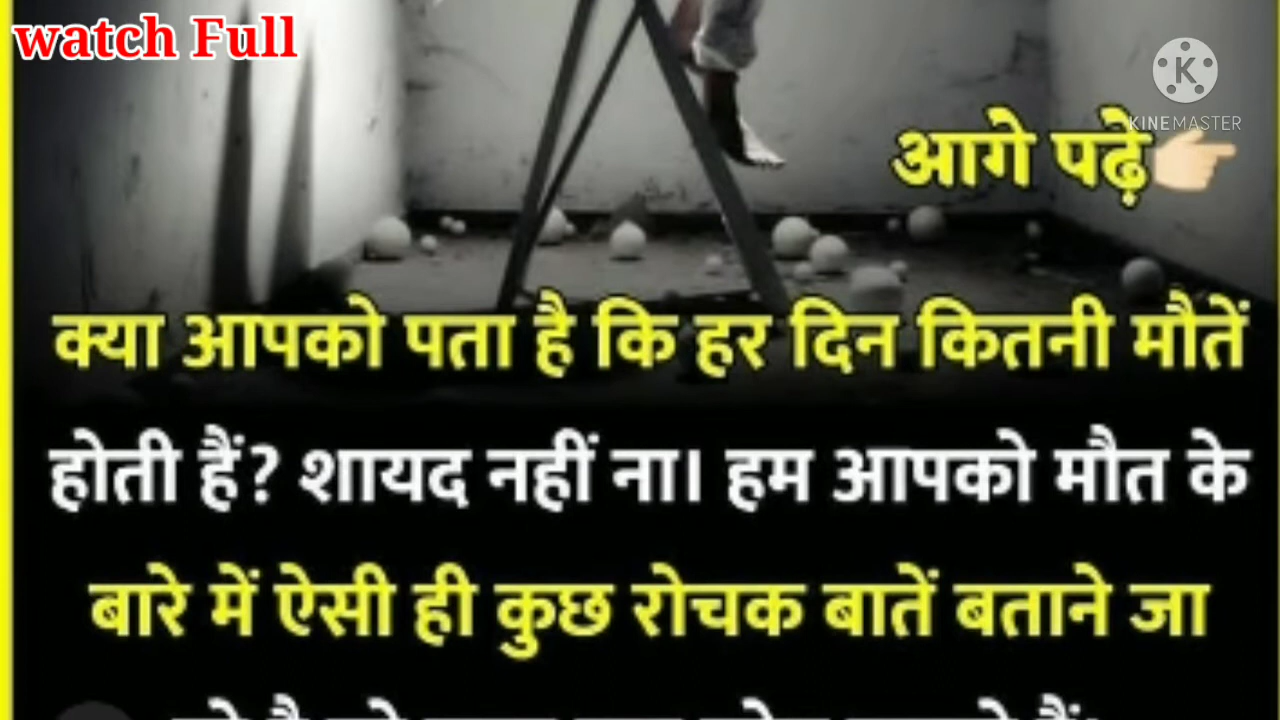 watch Full
KINEMASTER
आगे पढ़े
क्या आपको पता है कि हर दिन कितनी मौतें
होती हैं? शायद नहीं ना। हम आपको मौत के
बारे में ऐसी ही कुछ रोचक बातें बताने जा